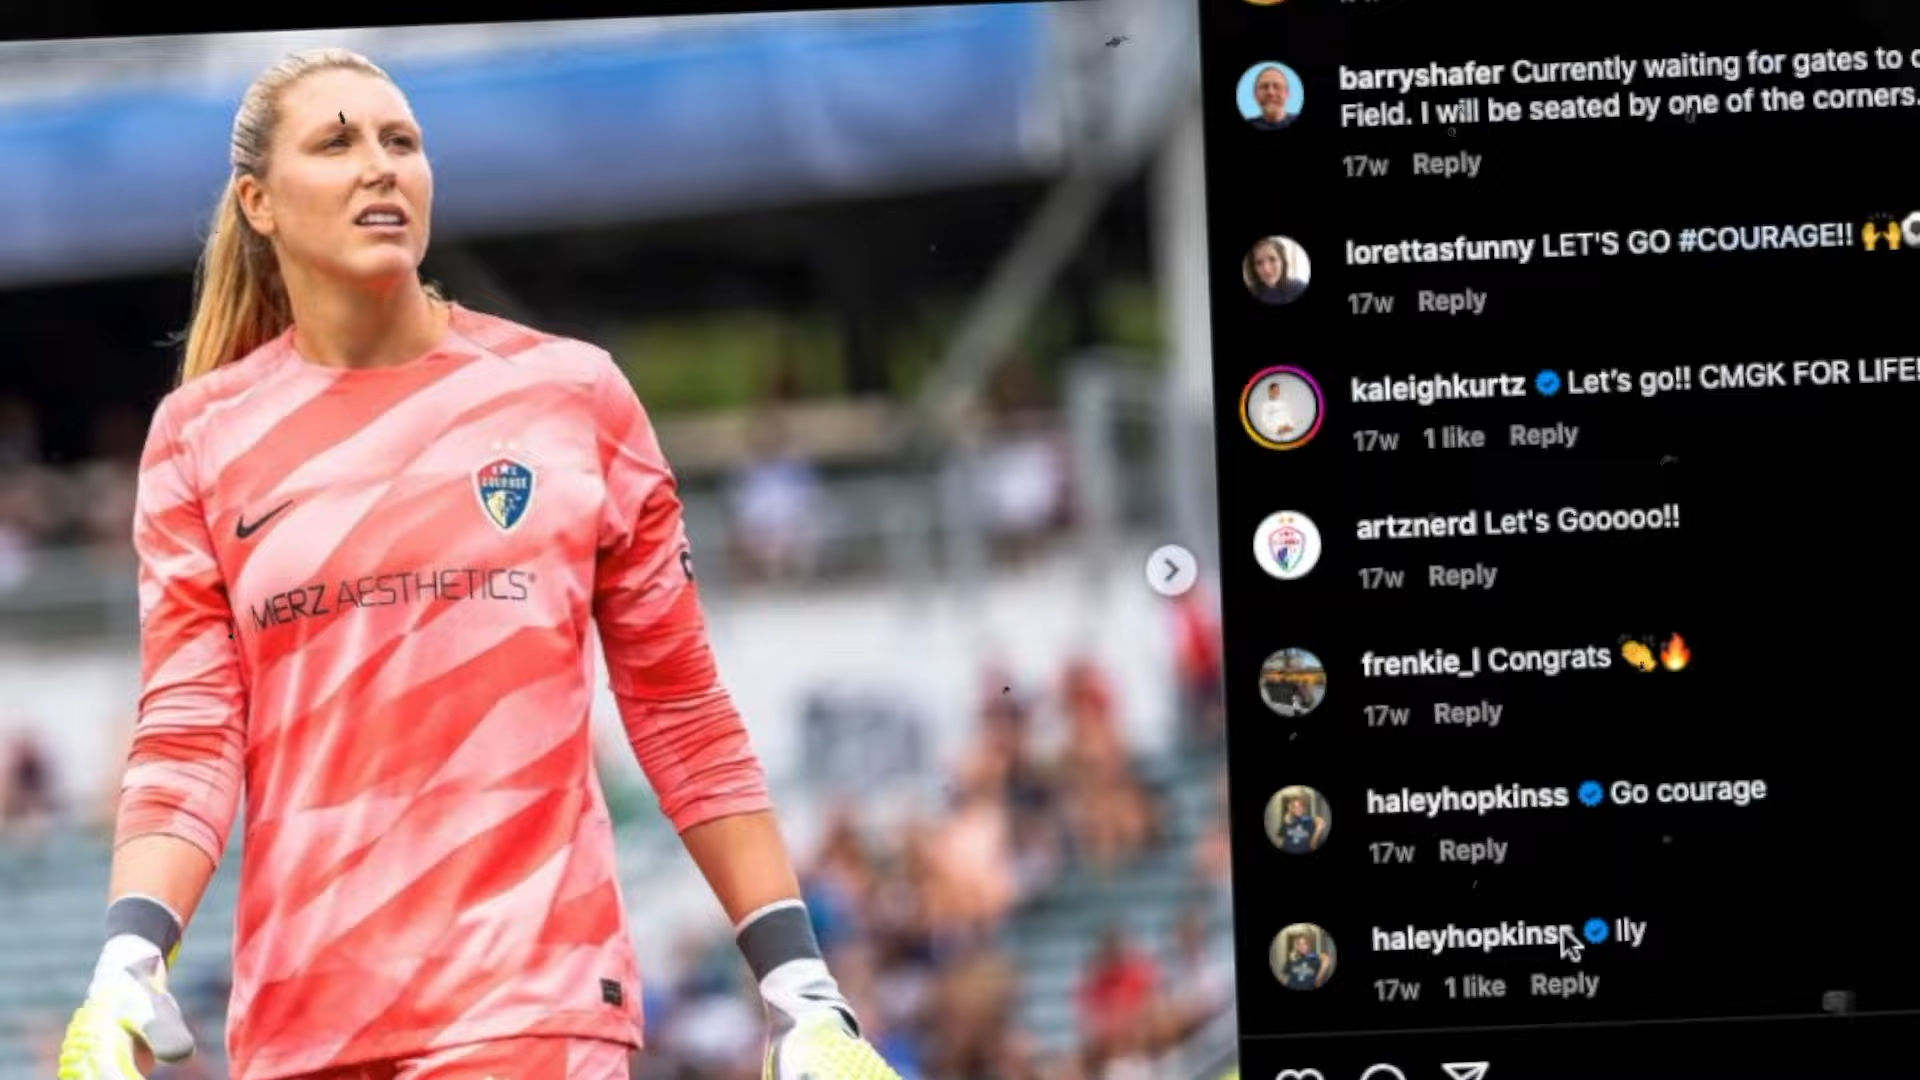 COURAGE
MERZ AESTHETICS
barryshafer Currently waiting for gates to
Field. I will be seated by one of the corners.
17w Reply
lorettasfunny LET'S GO #COURAGE!! 🙌
17w Reply
kaleighkurtz Let's go!! CMGK FOR LIFE!
17w 1 like Reply
artznerd Let's Gooooo!!
17w Reply
frenkie_l Congrats 👏🔥
17w Reply
haleyhopkinss Go courage
17w Reply
haleyhopkinss Ily
17w 1 like Reply